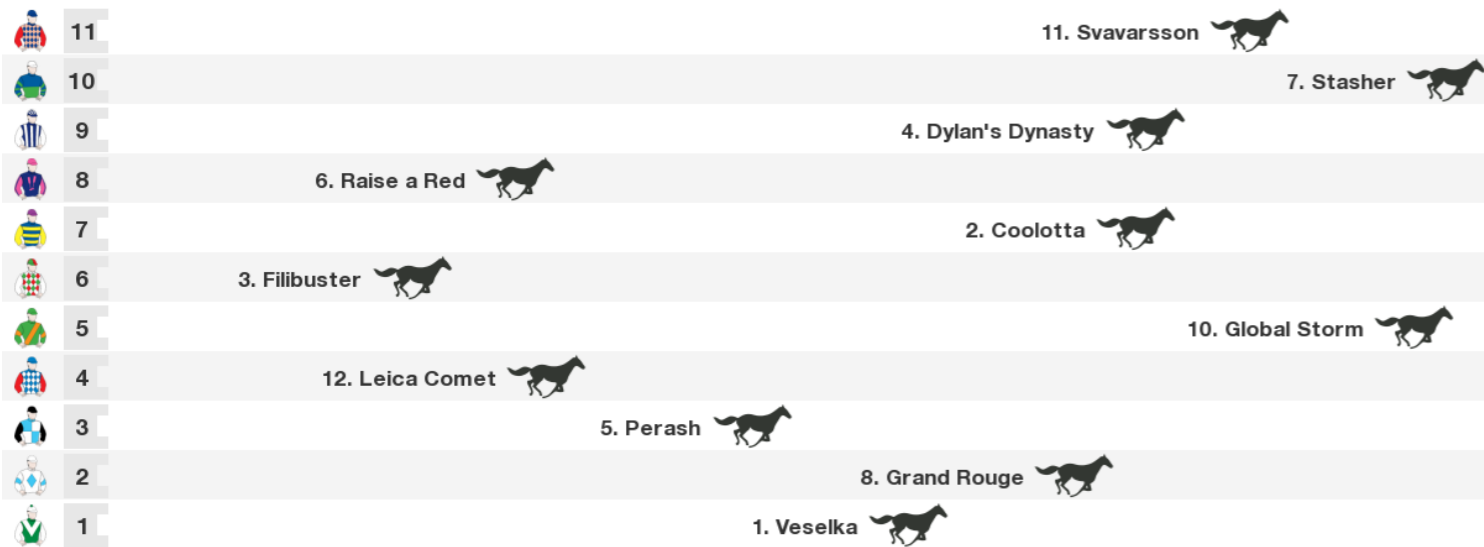 11 11. Svavarsson
10 7. Stasher
9 4. Dylan's Dynasty
8 6. Raise a Red
7 2. Coolotta
6 3. Filibuster
5 10. Global Storm
4 12. Leica Comet
3 5. Perash
2 8. Grand Rouge
1 1. Veselka